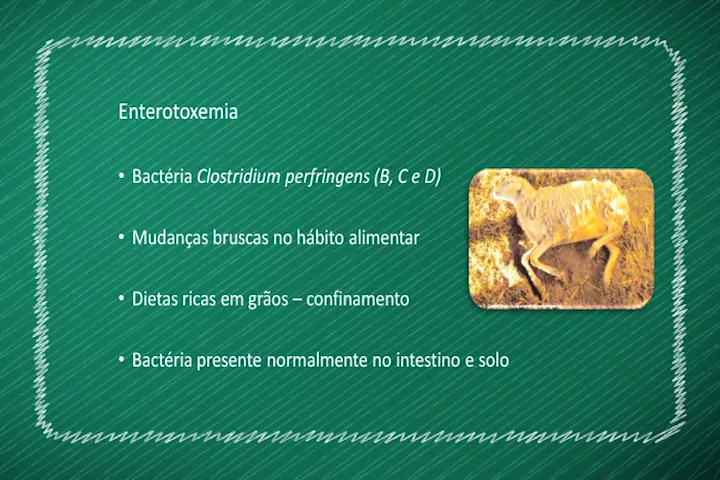 Enterotoxemia
• Bactéria Clostridium perfringens (B, C e D)
• Mudanças bruscas no hábito alimentar
• Dietas ricas em grãos – confinamento
• Bactéria presente normalmente no intestino e solo